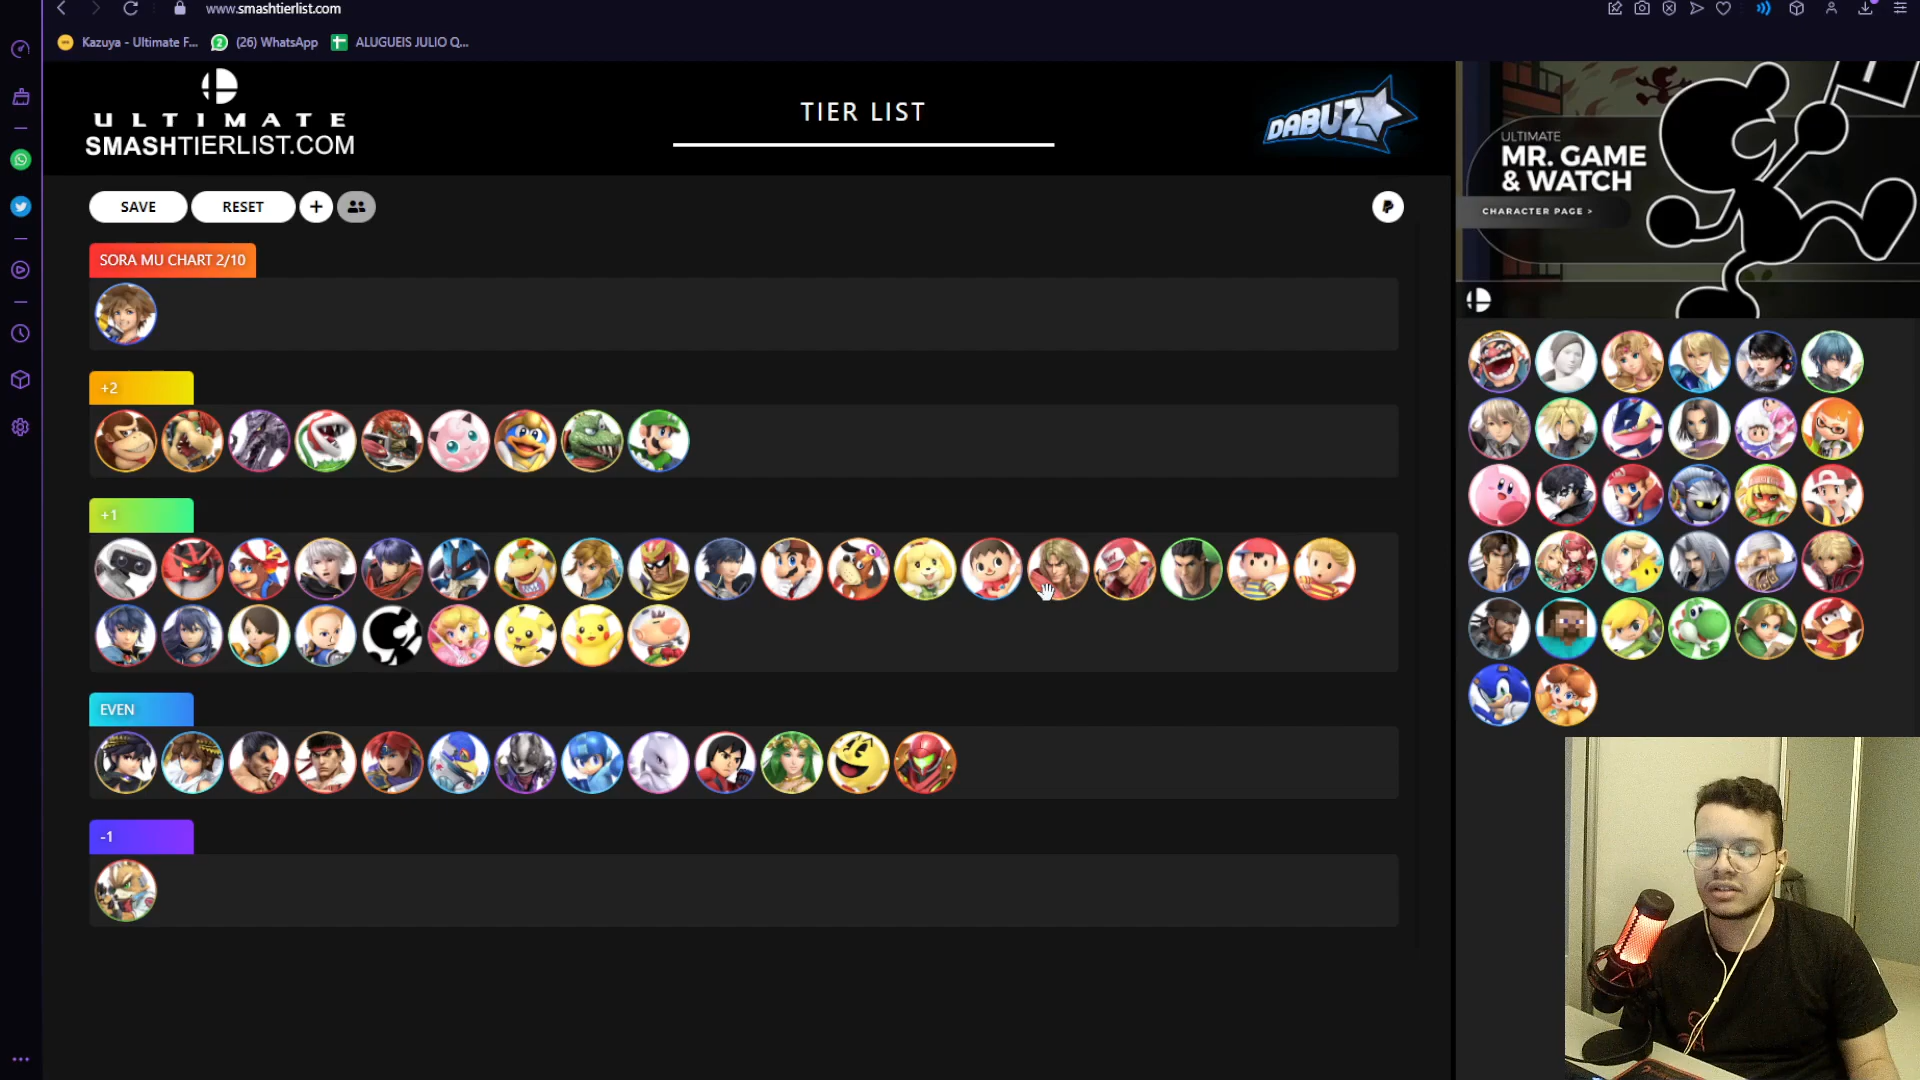 www.smashtierlist.com
Kazuya - Ultimate F...
(26) WhatsApp
ALUGUEIS JULIO Q...
ULTIMATE
SMASHTIERLIST.COM
TIER LIST
DABUZ
ULTIMATE
MR. GAME
& WATCH
CHARACTER PAGE >
SAVE
RESET
+
SORA MU CHART 2/10
+2
+1
EVEN
-1